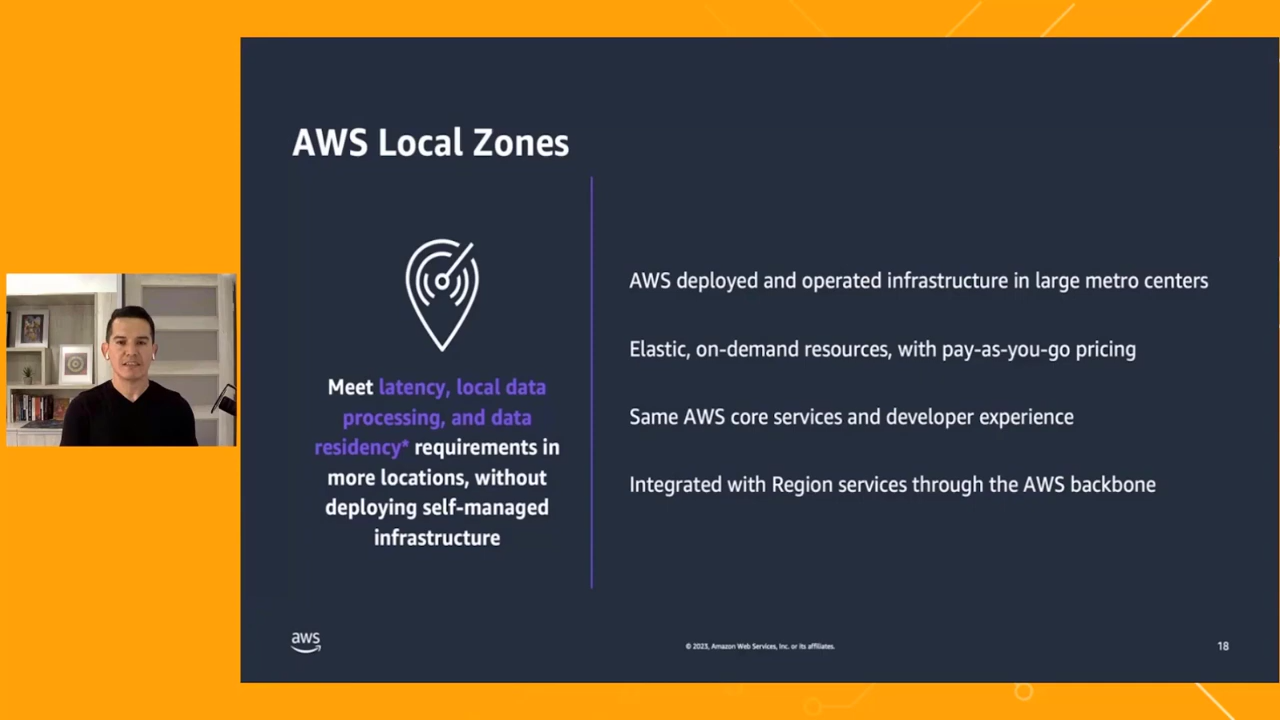 AWS Local Zones
Meet latency, local data
processing, and data
residency* requirements in
more locations, without
deploying self-managed
infrastructure
AWS deployed and operated infrastructure in large metro centers
Elastic, on-demand resources, with pay-as-you-go pricing
Same AWS core services and developer experience
Integrated with Region services through the AWS backbone
aws
© 2023, Amazon Web Services, Inc. or its affiliates.
18